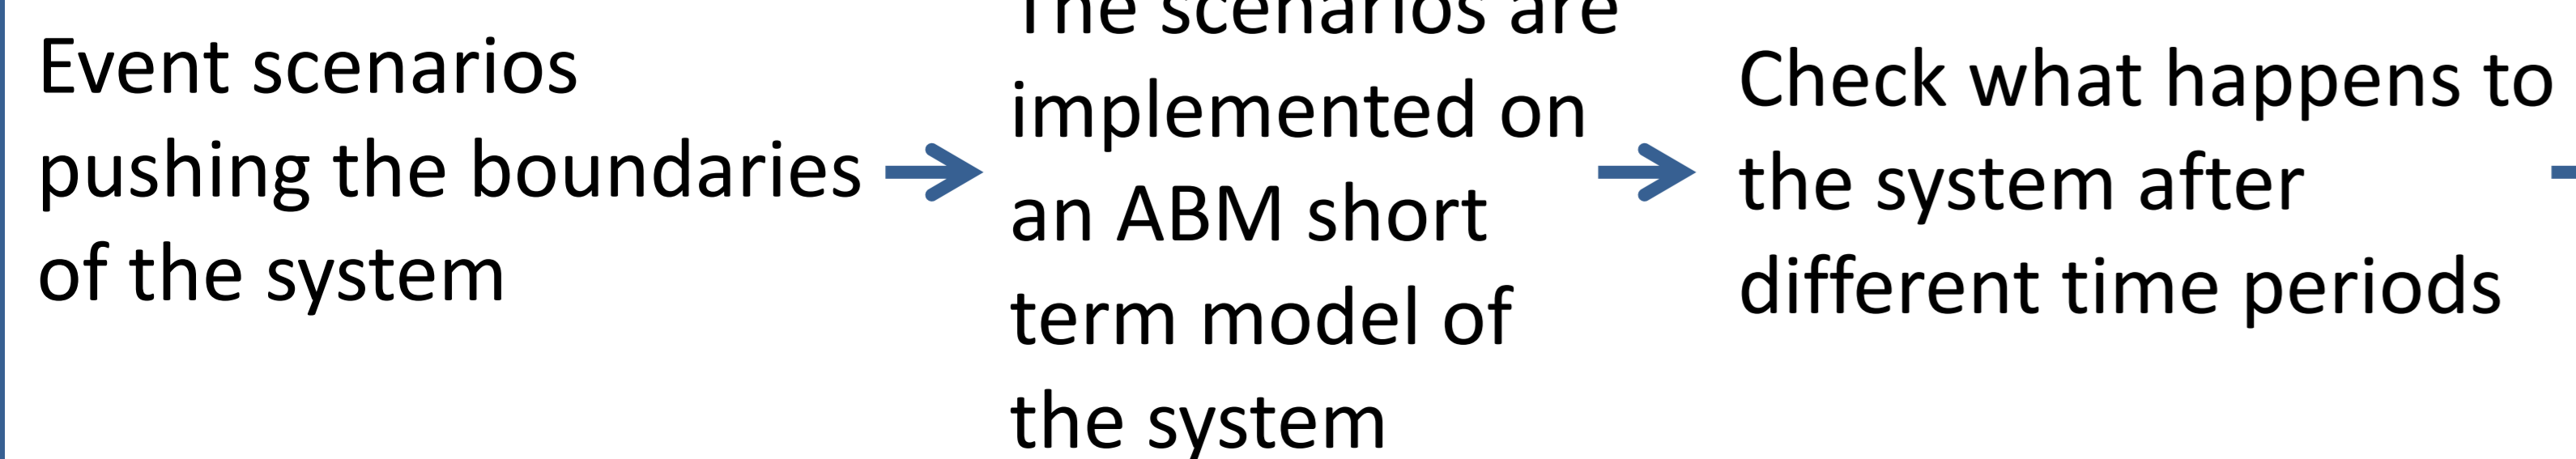 Event scenarios
pushing the boundaries
of the system
The scenarios are
implemented on
an ABM short
term model of
the system
Check what happens to
the system after
different time periods